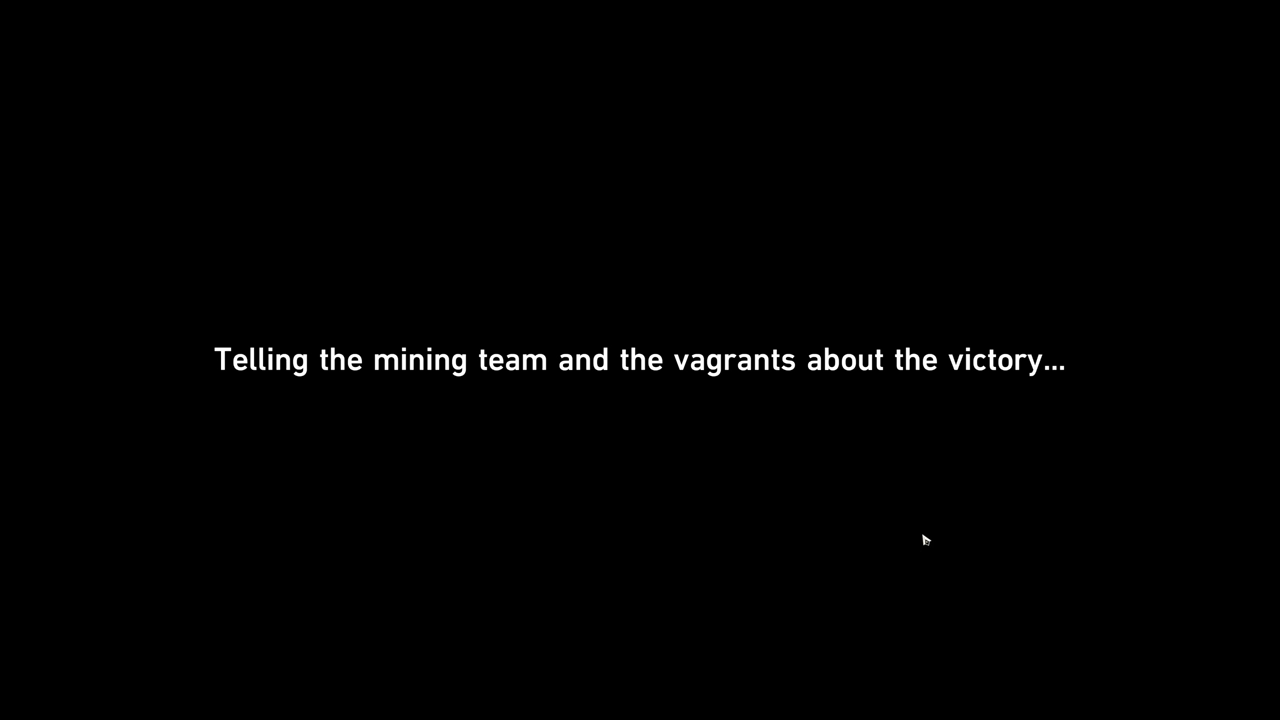 Telling the mining team and the vagrants about the victory...